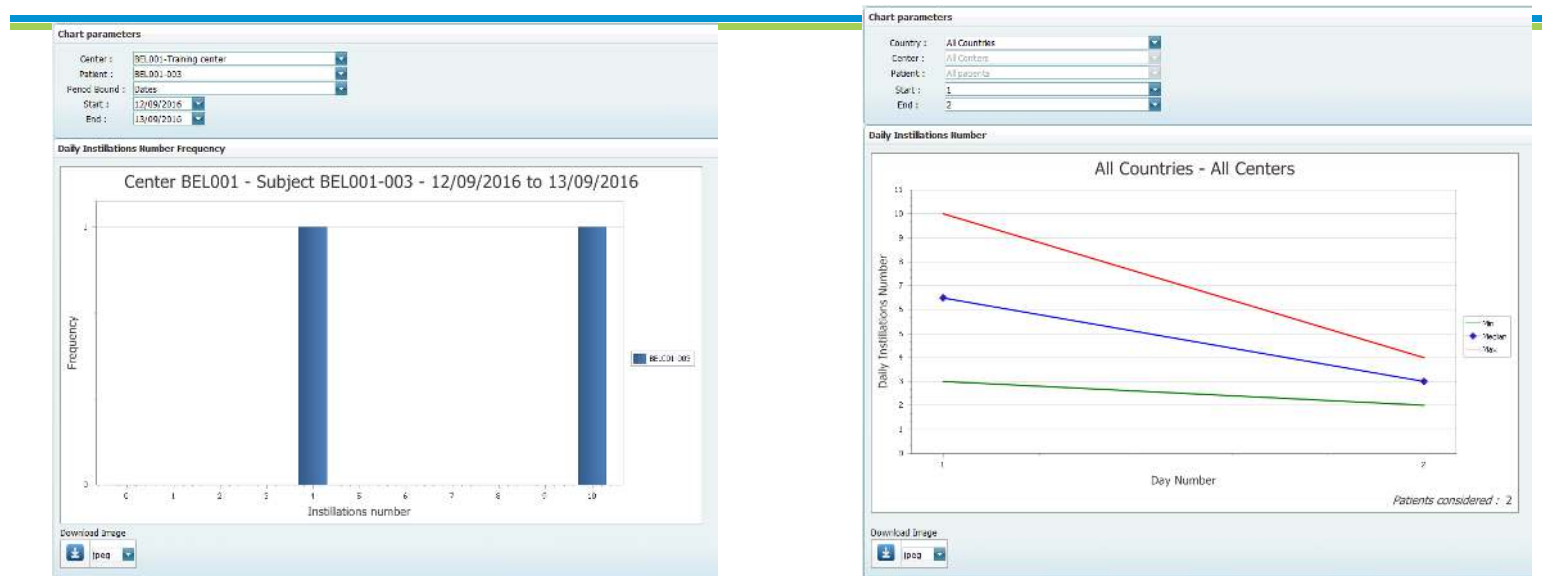 Chart parameters
Center : BEL001-Training center
Patient : BEL001-003
Period Bound : Dates
Start : 12/09/2016
End : 13/09/2016
Daily Instillations Number Frequency
Center BEL001 - Subject BEL001-003 - 12/09/2016 to 13/09/2016
1
Frequency
BEL001-003
0
0 1 2 3 4 5 6 7 8 9 10
Instillations number
Download Image
jpeg
Chart parameters
Country : All Countries
Center : All Centers
Patient : All patients
Start : 1
End : 2
Daily Instillations Number
All Countries - All Centers
11
10
9
8
7
6
5
4
3
2
1
0
Daily Instillations Number
Min
Median
Max
1 2
Day Number
Patients considered : 2
Download Image
jpeg